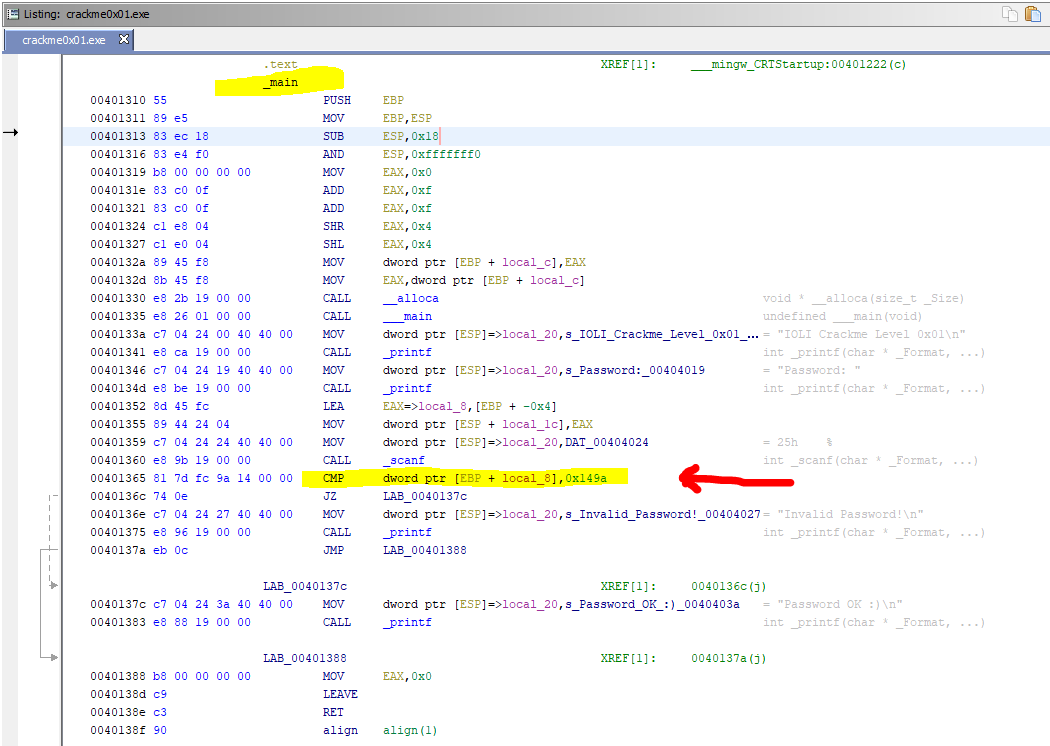 Listing: crackme0x01.exe
crackme0x01.exe
.text XREF[1]: ___mingw_CRTStartup:00401222(c)
_main
00401310 55 PUSH EBP
00401311 89 e5 MOV EBP,ESP
00401313 83 ec 18 SUB ESP,0x18
00401316 83 e4 f0 AND ESP,0xfffffff0
00401319 b8 00 00 00 00 MOV EAX,0x0
0040131e 83 c0 0f ADD EAX,0xf
00401321 83 c0 0f ADD EAX,0xf
00401324 c1 e8 04 SHR EAX,0x4
00401327 c1 e0 04 SHL EAX,0x4
0040132a 89 45 f8 MOV dword ptr [EBP + local_c],EAX
0040132d 8b 45 f8 MOV EAX,dword ptr [EBP + local_c]
00401330 e8 2b 19 00 00 CALL __alloca void * __alloca(size_t _Size)
00401335 e8 26 01 00 00 CALL ___main undefined ___main(void)
0040133a c7 04 24 00 40 40 00 MOV dword ptr [ESP]=>local_20,s_IOLI_Crackme_Level_0x01_... = "IOLI Crackme Level 0x01\n"
00401341 e8 ca 19 00 00 CALL _printf int _printf(char * _Format, ...)
00401346 c7 04 24 19 40 40 00 MOV dword ptr [ESP]=>local_20,s_Password:_00404019 = "Password: "
0040134d e8 be 19 00 00 CALL _printf int _printf(char * _Format, ...)
00401352 8d 45 fc LEA EAX=>local_8,[EBP + -0x4]
00401355 89 44 24 04 MOV dword ptr [ESP + local_1c],EAX
00401359 c7 04 24 24 40 40 00 MOV dword ptr [ESP]=>local_20,DAT_00404024 = 25h %
00401360 e8 9b 19 00 00 CALL _scanf int _scanf(char * _Format, ...)
00401365 81 7d fc 9a 14 00 00 CMP dword ptr [EBP + local_8],0x149a
0040136c 74 0e JZ LAB_0040137c
0040136e c7 04 24 27 40 40 00 MOV dword ptr [ESP]=>local_20,s_Invalid_Password!_00404027 = "Invalid Password!\n"
00401375 e8 96 19 00 00 CALL _printf int _printf(char * _Format, ...)
0040137a eb 0c JMP LAB_00401388
LAB_0040137c XREF[1]: 0040136c(j)
0040137c c7 04 24 3a 40 40 00 MOV dword ptr [ESP]=>local_20,s_Password_OK_:)_0040403a = "Password OK :)\n"
00401383 e8 88 19 00 00 CALL _printf int _printf(char * _Format, ...)
LAB_00401388 XREF[1]: 0040137a(j)
00401388 b8 00 00 00 00 MOV EAX,0x0
0040138d c9 LEAVE
0040138e c3 RET
0040138f 90 align align(1)